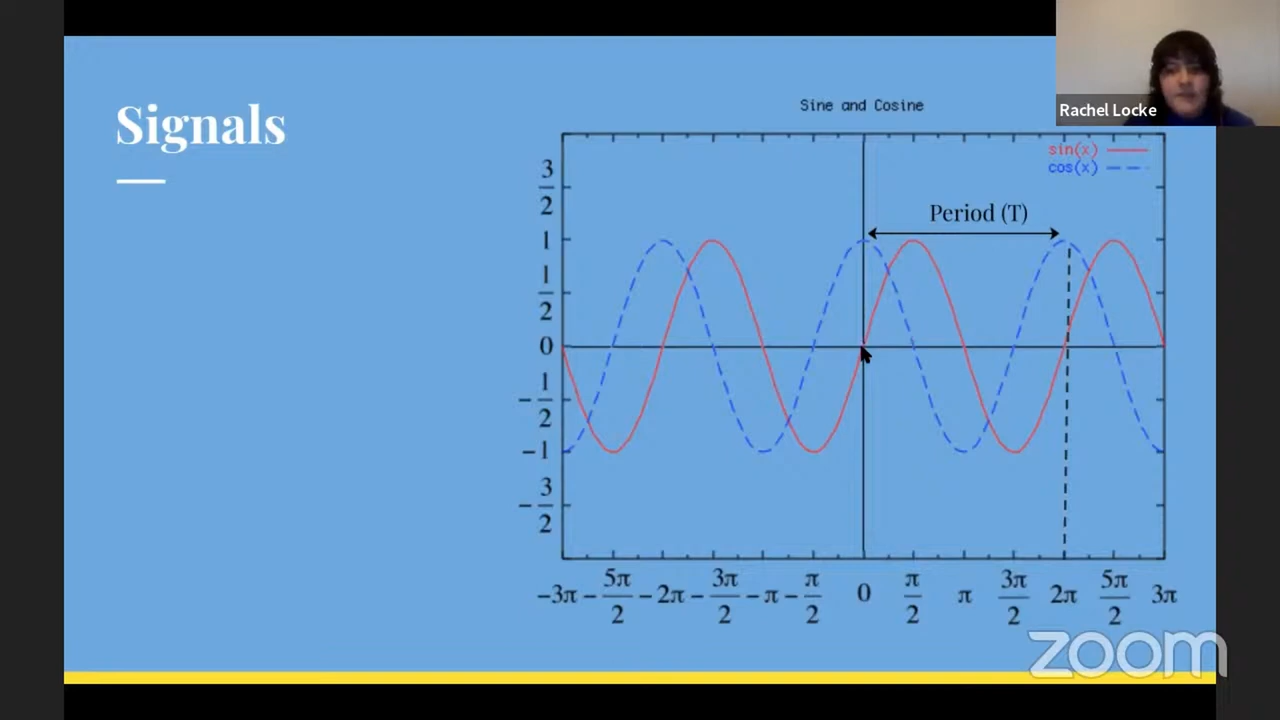 Signals
Sine and Cosine
Rachel Locke
sin(x)
cos(x)
Period (T)
3
2
1
1
2
0
- 1
2
-1
- 3
2
-3π - 5π/2 -2π - 3π/2 -π - π/2 0 π/2 π 3π/2 2π 5π/2 3π
zoom